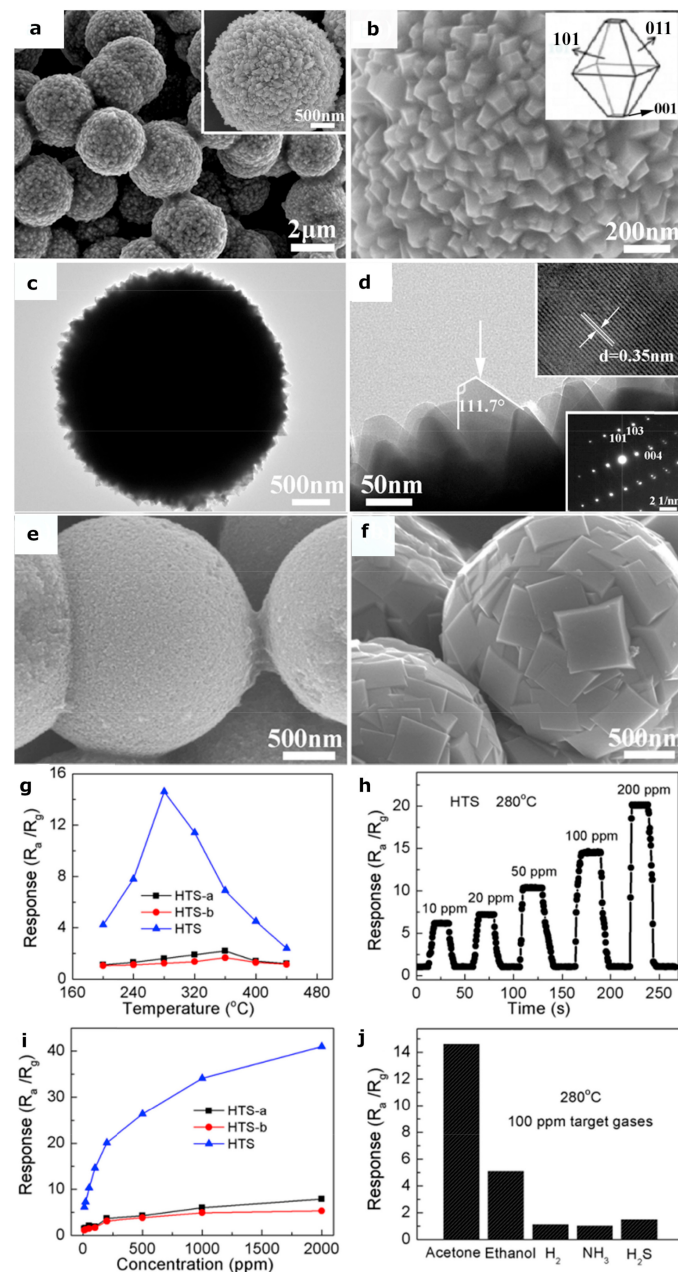 a
500nm
2μm
b
101
011
001
200nm
c
500nm
d
d=0.35nm
111.7°
103
101
004
50nm
2 1/nm
e
500nm
f
500nm
g
16
12
8
4
0
Response (Ra /Rg)
HTS-a
HTS-b
HTS
160 240 320 400 480
Temperature (oC)
h
HTS 280oC
200 ppm
100 ppm
50 ppm
20 ppm
10 ppm
25
20
15
10
5
0
Response (Ra /Rg)
0 50 100 150 200 250
Time (s)
i
40
30
20
10
0
Response (Ra /Rg)
HTS-a
HTS-b
HTS
0 500 1000 1500 2000
Concentration (ppm)
j
14
12
10
8
6
4
2
0
Response (Ra /Rg)
280oC
100 ppm target gases
Acetone Ethanol H2 NH3 H2S